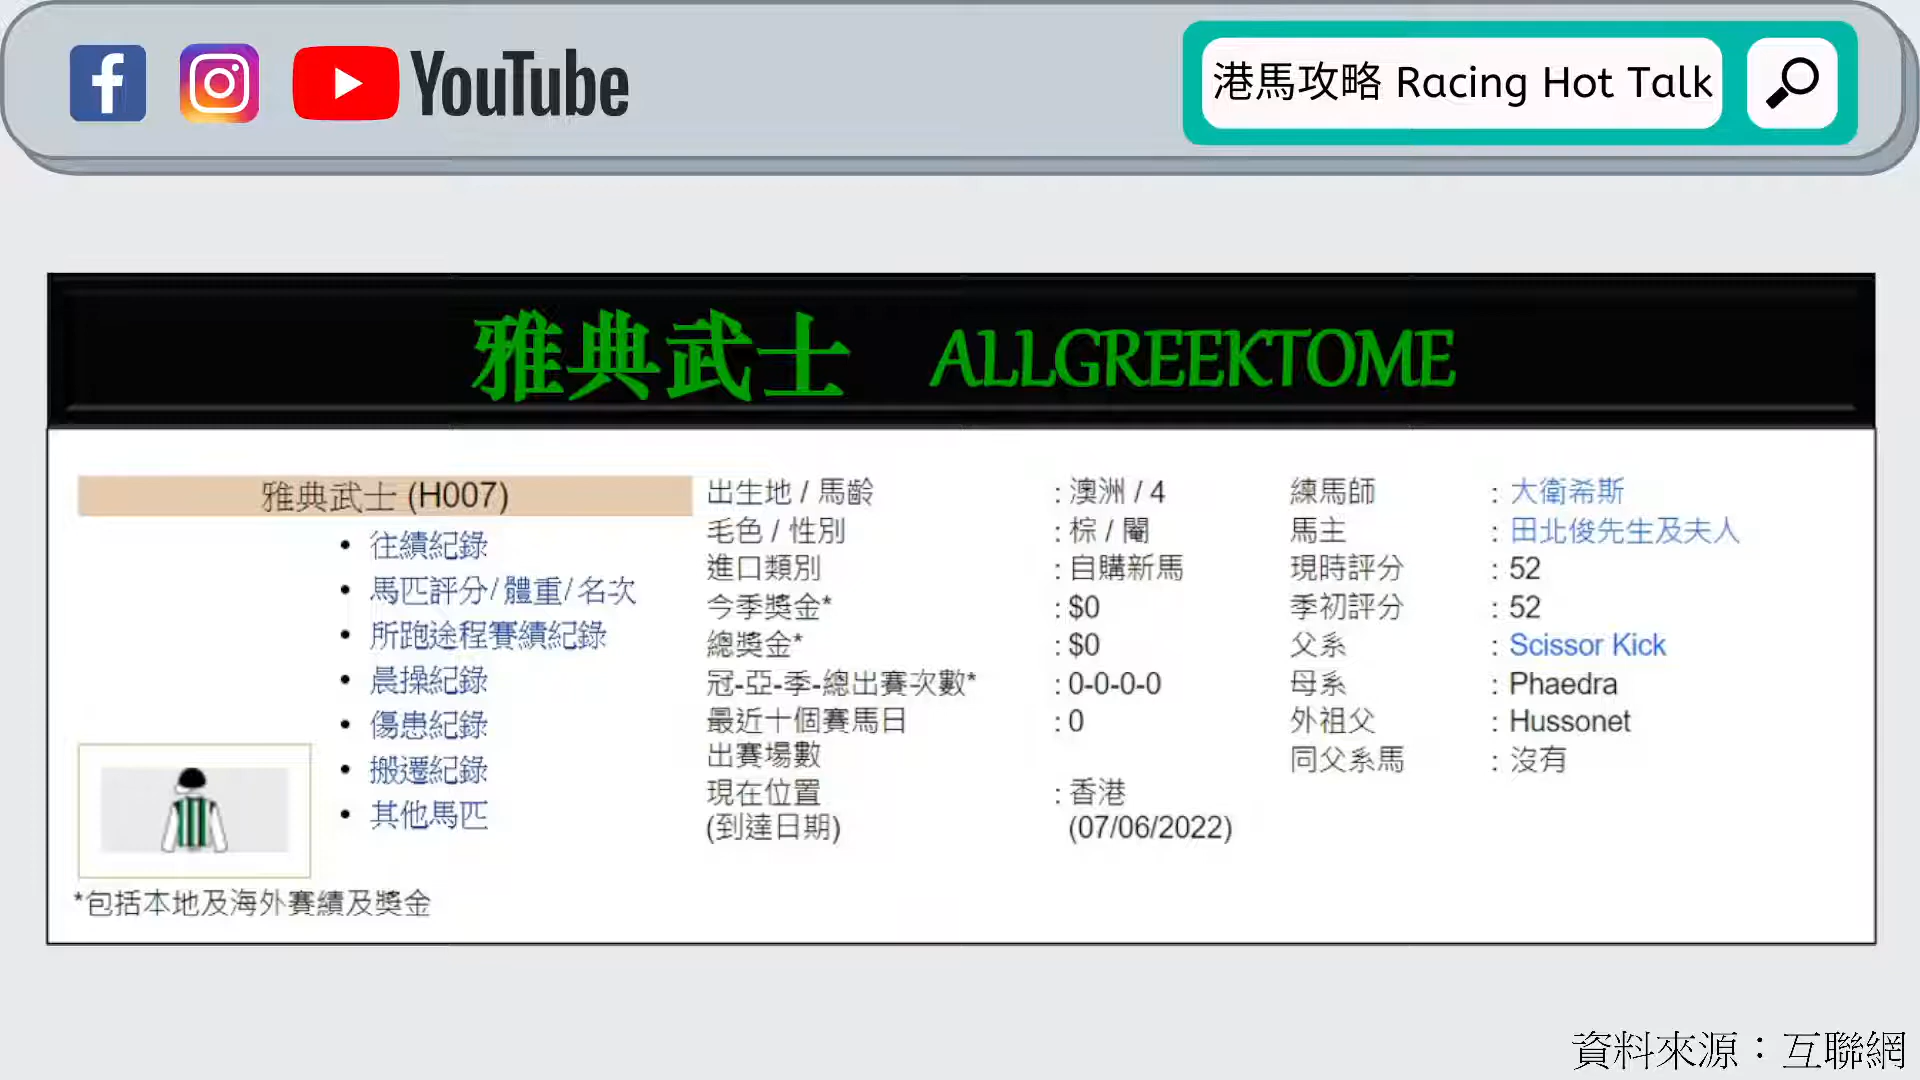 YouTube
港馬攻略 Racing Hot Talk
雅典武士 ALLGREEKTOME
雅典武士 (H007)
往績紀錄
馬匹評分/體重/名次
所跑途程賽績紀錄
晨操紀錄
傷患紀錄
搬遷紀錄
其他馬匹
*包括本地及海外賽績及獎金
出生地 / 馬齡 : 澳洲 / 4
毛色 / 性別 : 棕 / 閹
進口類別 : 自購新馬
今季獎金* : $0
總獎金* : $0
冠-亞-季-總出賽次數* : 0-0-0-0
最近十個賽馬日 : 0
出賽場數
現在位置 : 香港
(到達日期) (07/06/2022)
練馬師 : 大衛希斯
馬主 : 田北俊先生及夫人
現時評分 : 52
季初評分 : 52
父系 : Scissor Kick
母系 : Phaedra
外祖父 : Hussonet
同父系馬 : 沒有
資料來源：互聯網